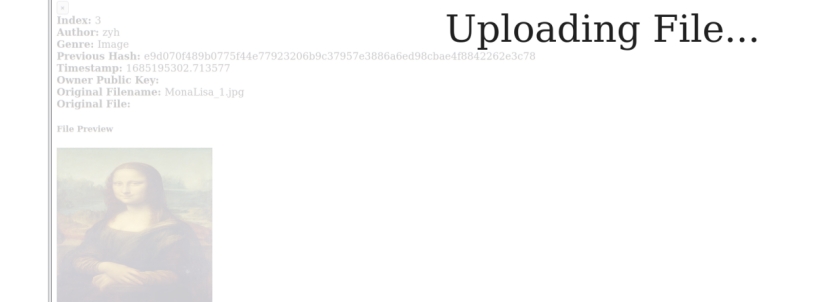 Uploading File...
Index: 3
Author: zyh
Genre: Image
Previous Hash: e9d070f489b0775f44e77923206b9c37957e3886a6ed98cbae4f8842262e3c78
Timestamp: 1685195302.713577
Owner Public Key:
Original Filename: MonaLisa_1.jpg
Original File:
File Preview